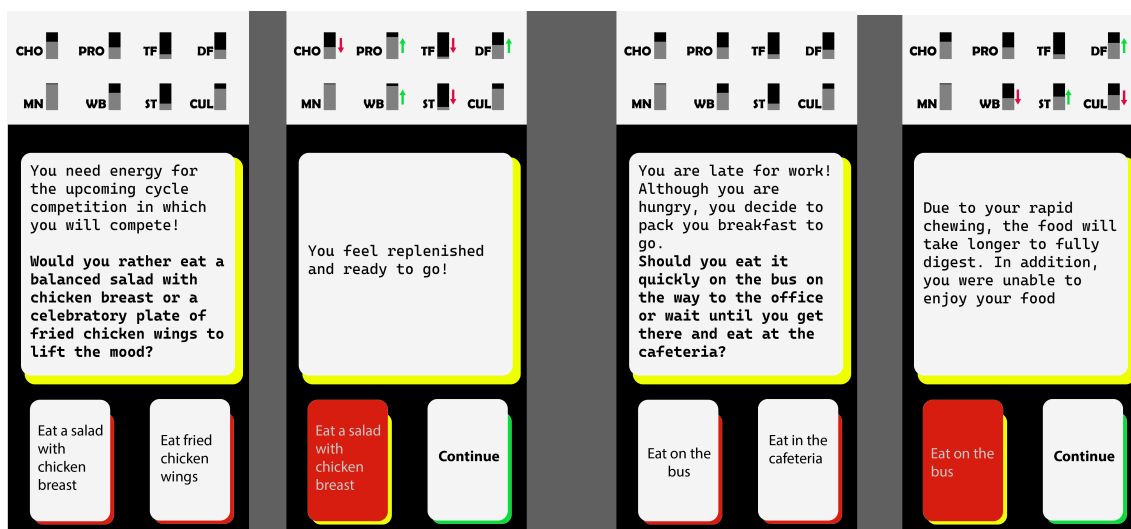 CHO PRO TF DF
MN WB ST CUL
You need energy for
the upcoming cycle
competition in which
you will compete!
Would you rather eat a
balanced salad with
chicken breast or a
celebratory plate of
fried chicken wings to
lift the mood?
Eat a salad
with
chicken
breast
Eat fried
chicken
wings
CHO PRO TF DF
MN WB ST CUL
You feel replenished
and ready to go!
Eat a salad
with
chicken
breast
Continue
CHO PRO TF DF
MN WB ST CUL
You are late for work!
Although you are
hungry, you decide to
pack you breakfast to
go.
Should you eat it
quickly on the bus on
the way to the office
or wait until you get
there and eat at the
cafeteria?
Eat on the
bus
Eat in the
cafeteria
CHO PRO TF DF
MN WB ST CUL
Due to your rapid
chewing, the food will
take longer to fully
digest. In addition,
you were unable to
enjoy your food
Eat on the
bus
Continue